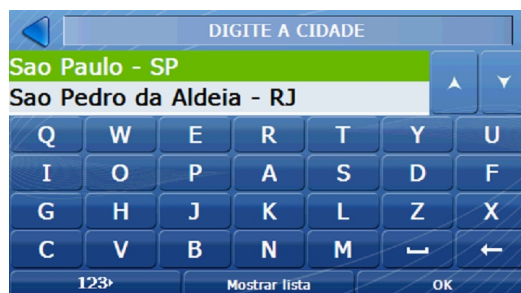 DIGITE A CIDADE
Sao Paulo - SP
Sao Pedro da Aldeia - RJ
Q W E R T Y U
I O P A S D F
G H J K L Z X
C V B N M
123 Mostrar lista OK